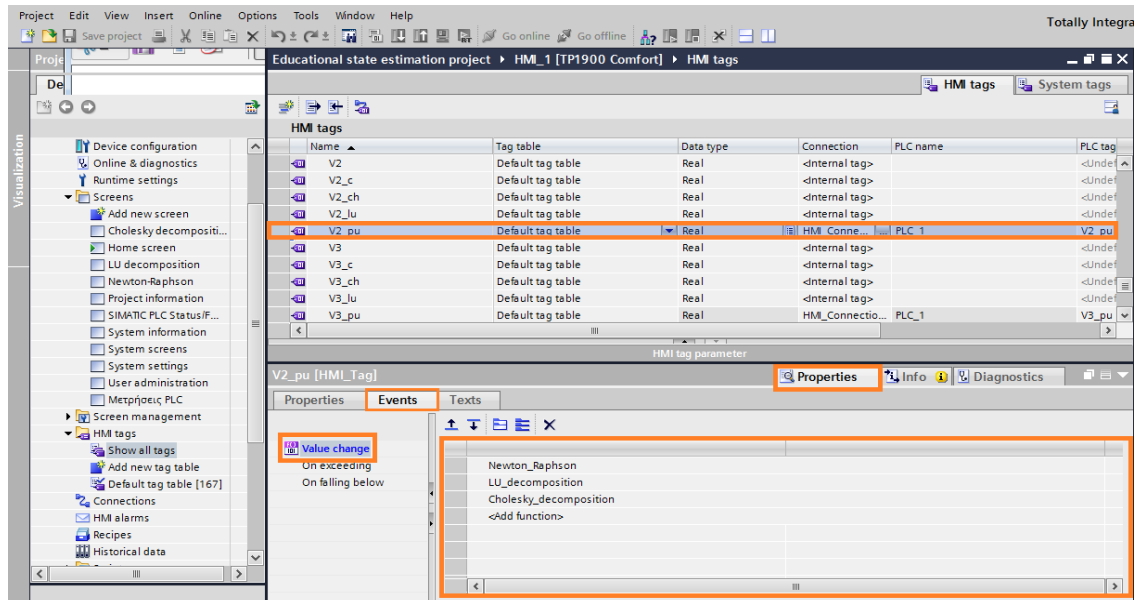 Project Edit View Insert Online Options Tools Window Help
Totally Integra
Save project Go online Go offline
Proje
Educational state estimation project HMI_1 [TP1900 Comfort] HMI tags
De
HMI tags System tags
Visualization
HMI tags
Name Tag table Data type Connection PLC name PLC tag
V2 Default tag table Real <Internal tag> <Undef
V2_c Default tag table Real <Internal tag> <Undef
V2_ch Default tag table Real <Internal tag> <Undef
V2_lu Default tag table Real <Internal tag> <Undef
V2_pu Default tag table Real HMI_Conne... PLC_1 V2_pu
V3 Default tag table Real <Internal tag> <Undef
V3_c Default tag table Real <Internal tag> <Undef
V3_ch Default tag table Real <Internal tag> <Undef
V3_lu Default tag table Real <Internal tag> <Undef
V3_pu Default tag table Real HMI_Connectio... PLC_1 V3_pu
Device configuration
Online & diagnostics
Runtime settings
Screens
Add new screen
Cholesky decompositi...
Home screen
LU decomposition
Newton-Raphson
Project information
SIMATIC PLC Status/F...
System information
System screens
System settings
User administration
Μετρήσεις PLC
Screen management
HMI tags
Show all tags
Add new tag table
Default tag table [167]
Connections
HMI alarms
Recipes
Historical data
HMI tag parameter
V2_pu [HMI_Tag]
Properties Info Diagnostics
Properties Events Texts
Value change
On exceeding
On falling below
Newton_Raphson
LU_decomposition
Cholesky_decomposition
<Add function>